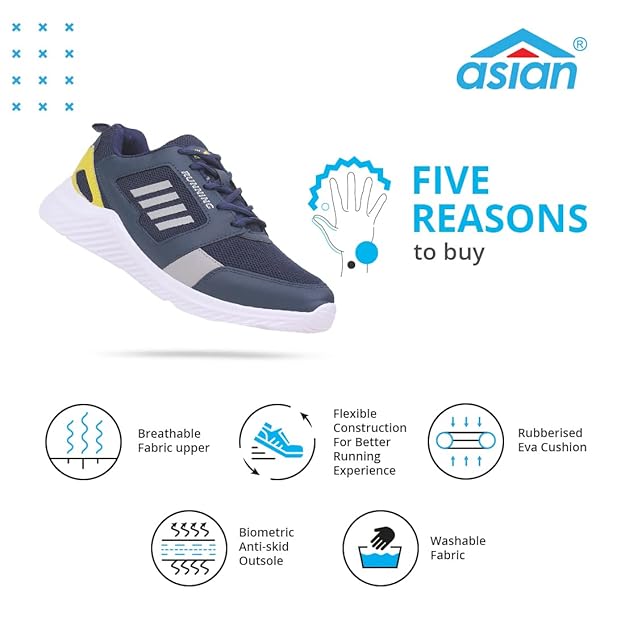 asian®
RUNNING
FIVE
REASONS
to buy
Breathable
Fabric upper
Flexible
Construction
For Better
Running
Experience
Rubberised
Eva Cushion
Biometric
Anti-skid
Outsole
Washable
Fabric